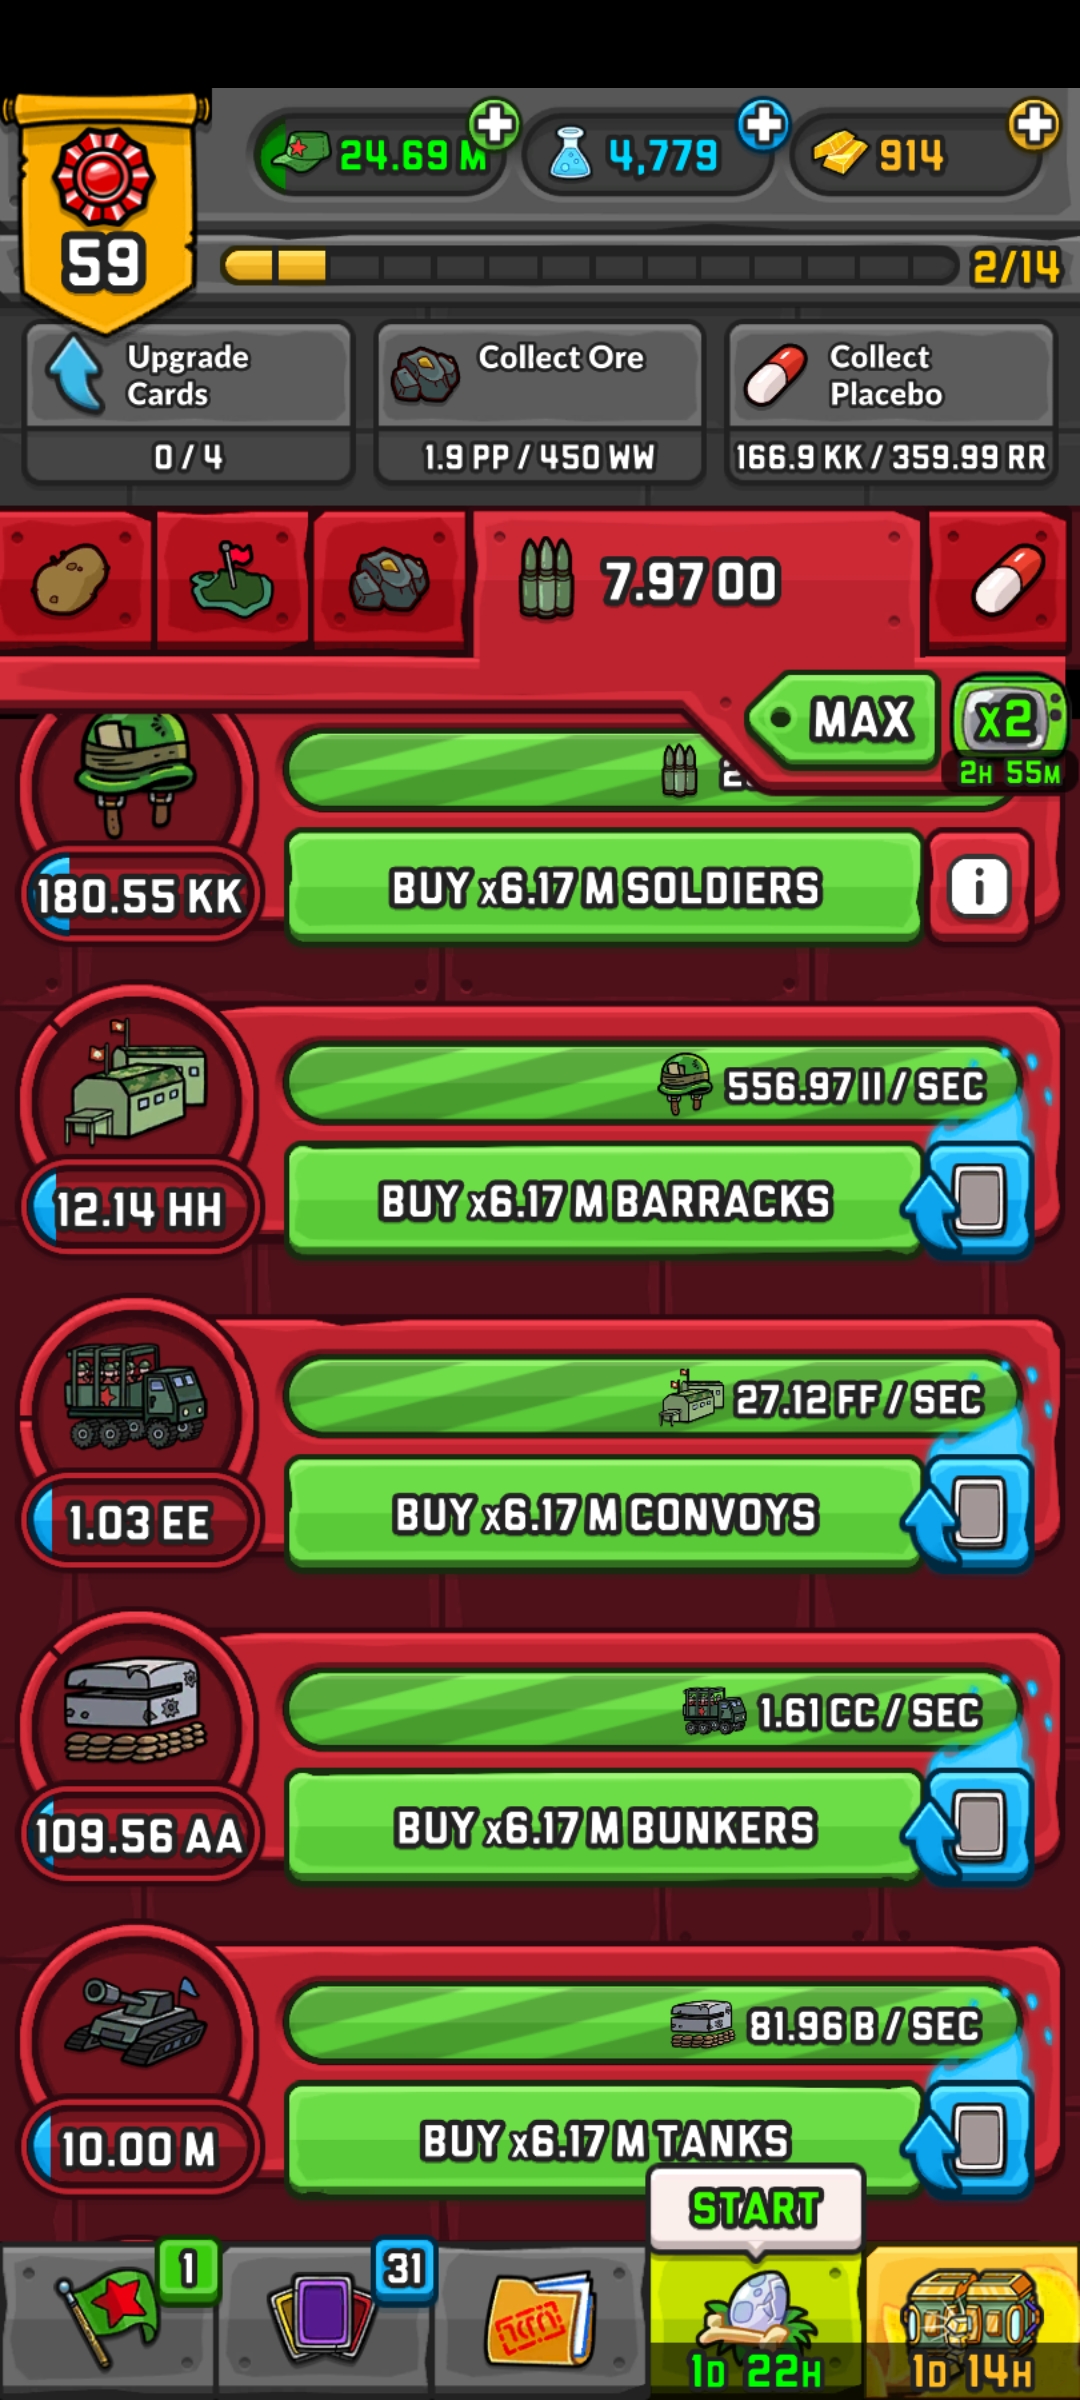 24.69 M
4,779
914
59
2/14
Upgrade
Cards
0 / 4
Collect Ore
1.9 PP / 450 WW
Collect
Placebo
166.9 KK / 359.99 RR
7.97 OO
MAX
x2
2H 55M
180.55 KK
BUY x6.17 M SOLDIERS
i
556.97 II / SEC
12.14 HH
BUY x6.17 M BARRACKS
27.12 FF / SEC
1.03 EE
BUY x6.17 M CONVOYS
1.61 CC / SEC
109.56 AA
BUY x6.17 M BUNKERS
81.96 B / SEC
10.00 M
BUY x6.17 M TANKS
START
1
31
1D 22H
1D 14H